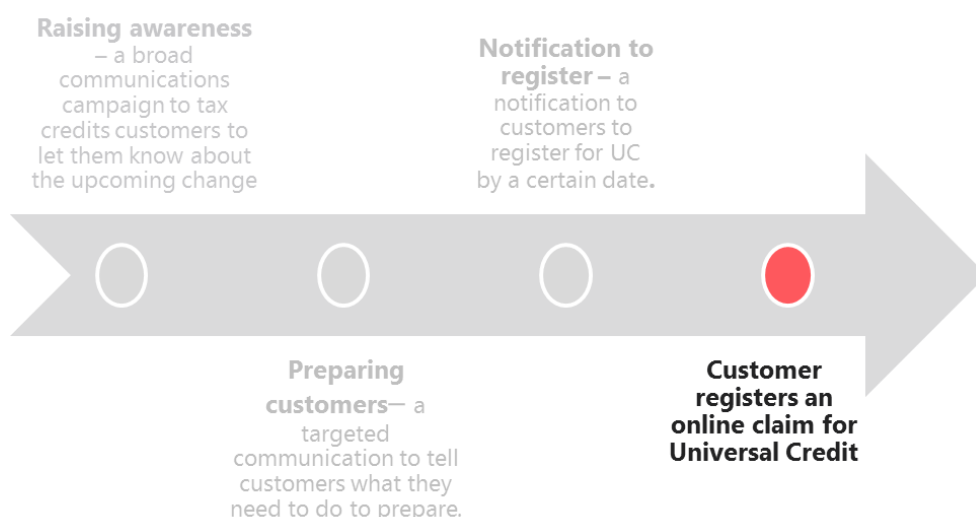 Raising awareness
– a broad
communications
campaign to tax
credits customers to
let them know about
the upcoming change
Preparing
customers— a
targeted
communication to tell
customers what they
need to do to prepare.
Notification to
register – a
notification to
customers to
register for UC
by a certain date.
Customer
registers an
online claim for
Universal Credit